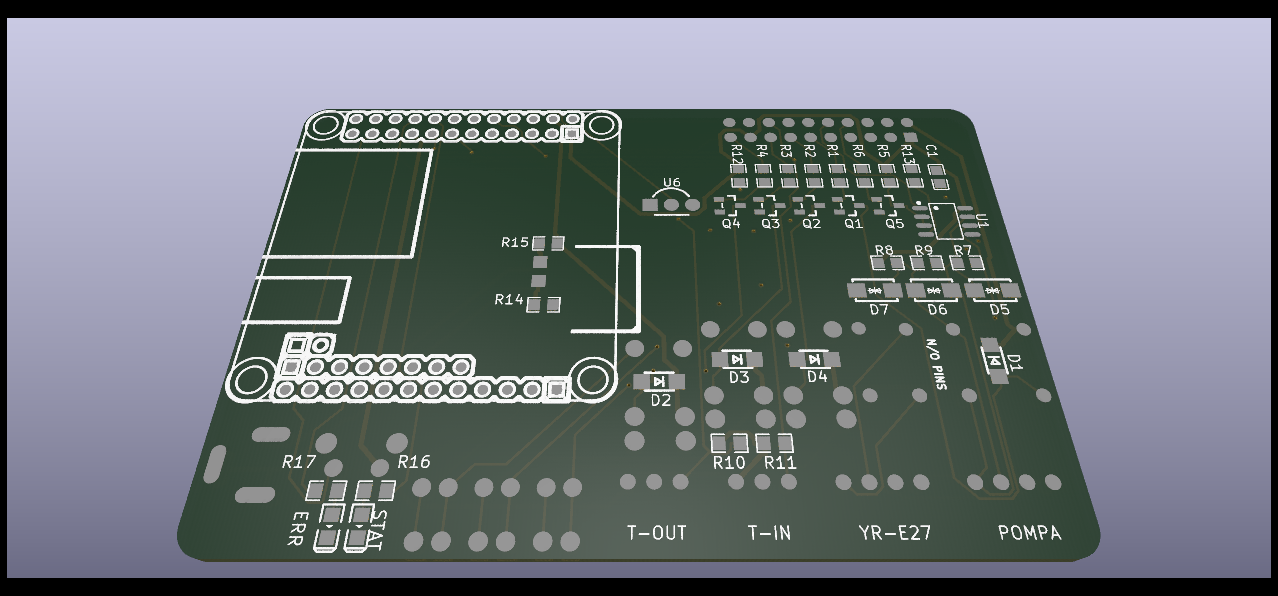 R12 R4 R3 R2 R1 R6 R5 R13 C1
U6
Q4 Q3 Q2 Q1 Q5 U1
R15
R8 R9 R7
R14
D7 D6 D5
N/O PINS
D3 D4 D1
D2
R17 R16 R10 R11
ERR STAT
T-OUT T-IN YR-E27 POMPA